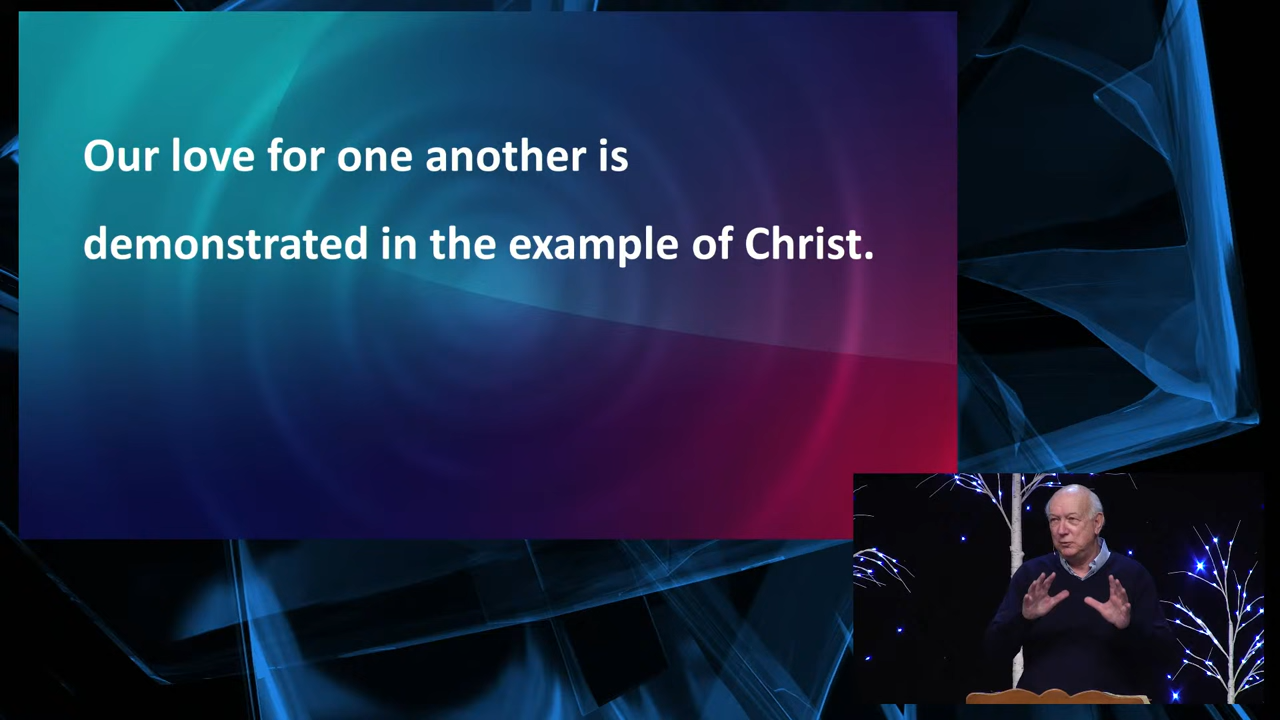 Our love for one another is
demonstrated in the example of Christ.